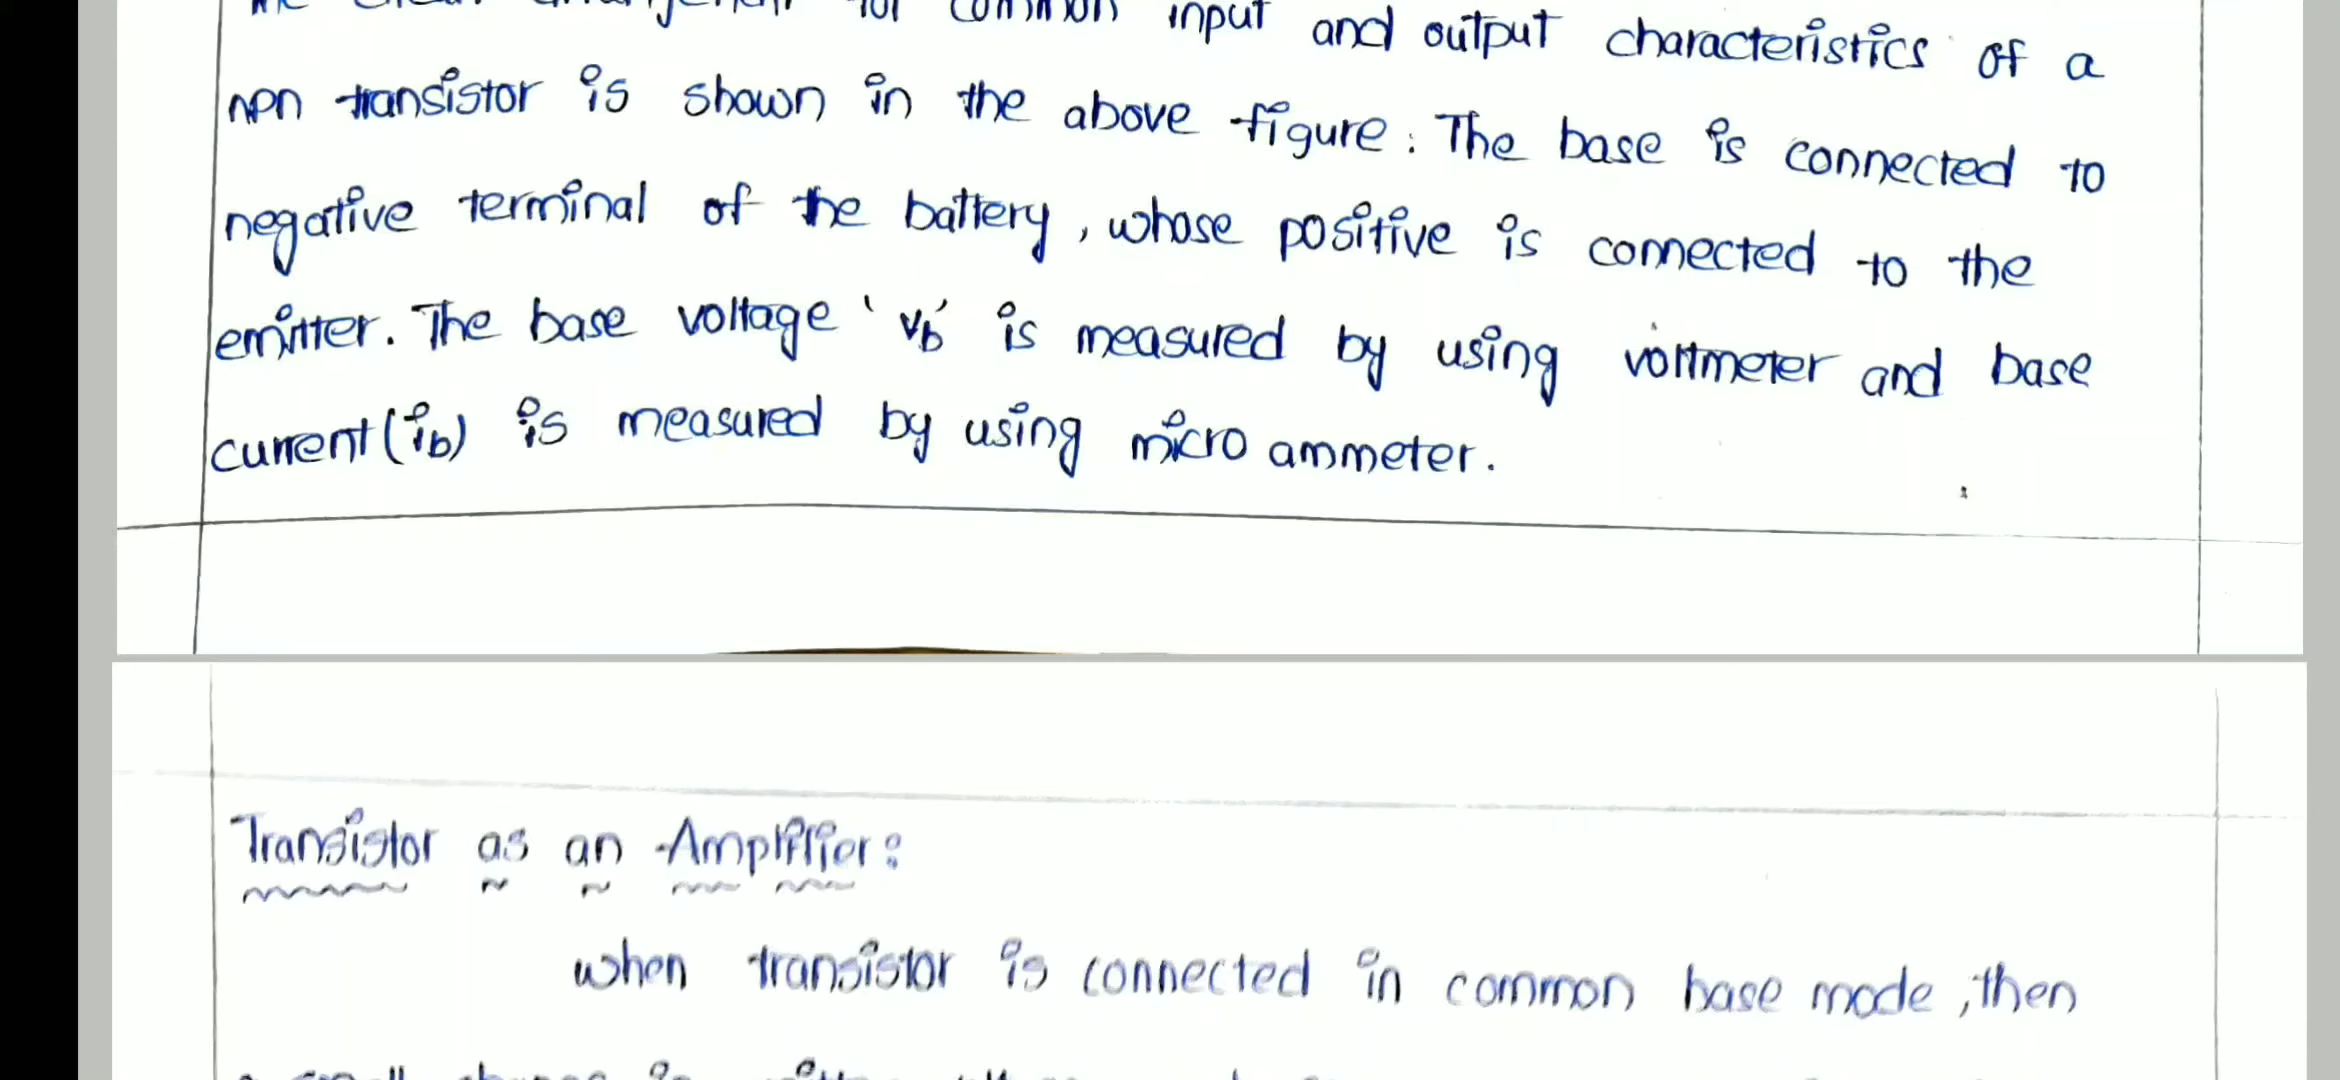 for common input and output characteristics of a
npn transistor is shown in the above figure. The base is connected to
negative terminal of the battery, whose positive is connected to the
emitter. The base voltage 'Vb' is measured by using voltmeter and base
current (ib) is measured by using micro ammeter.
Transistor as an Amplifier:
when transistor is connected in common base mode, then